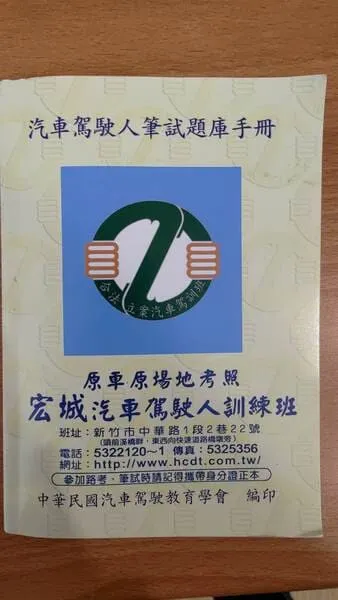 汽車駕駛人筆試題庫手冊
合法立案汽車駕訓班
原車原場地考照
宏城汽車駕駛人訓練班
班址：新竹市中華路1段2巷22號
(頭前溪橋畔，東西向快速道路橋墩旁)
電話：5322120~1 傳真：5325356
網址：http://www.hcdt.com.tw/
參加路考、筆試時請記得攜帶身分證正本
中華民國汽車駕駛教育學會 編印